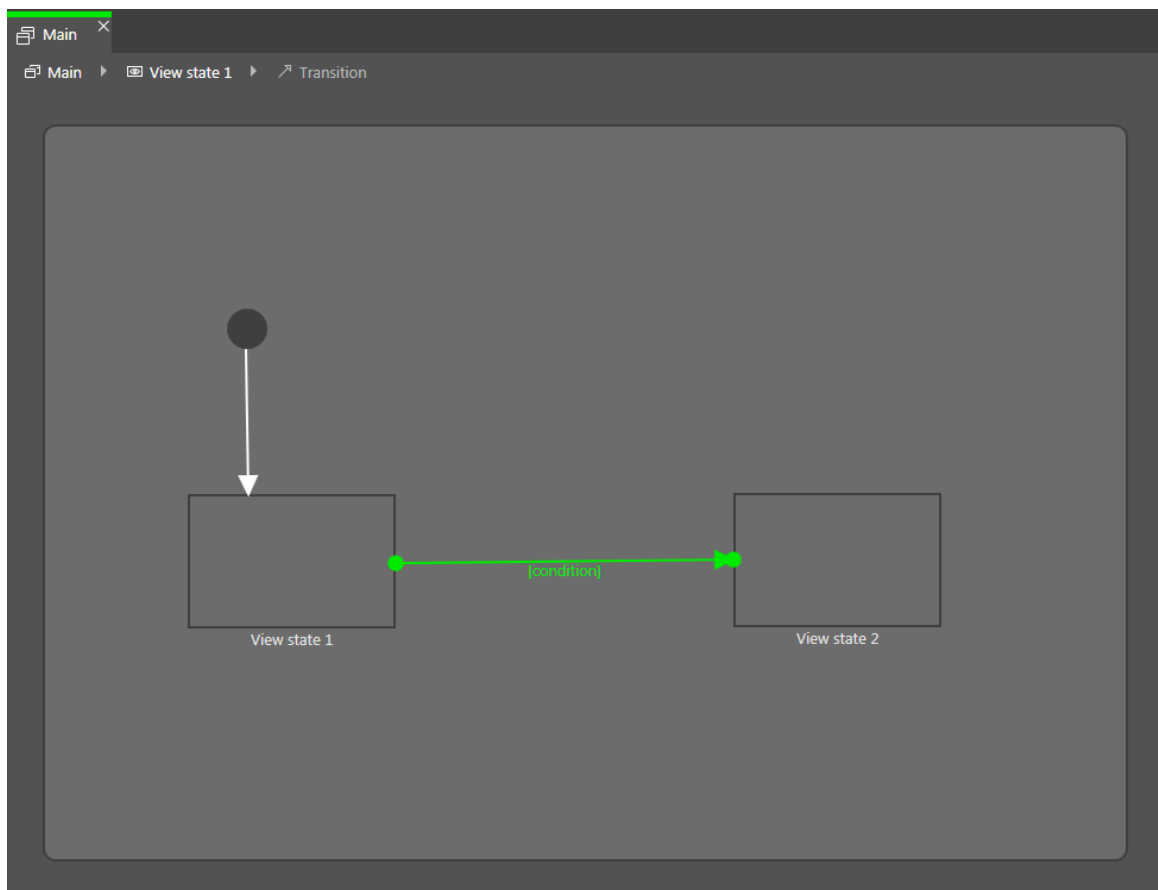 Main
Main View state 1 Transition
[condition]
View state 1
View state 2